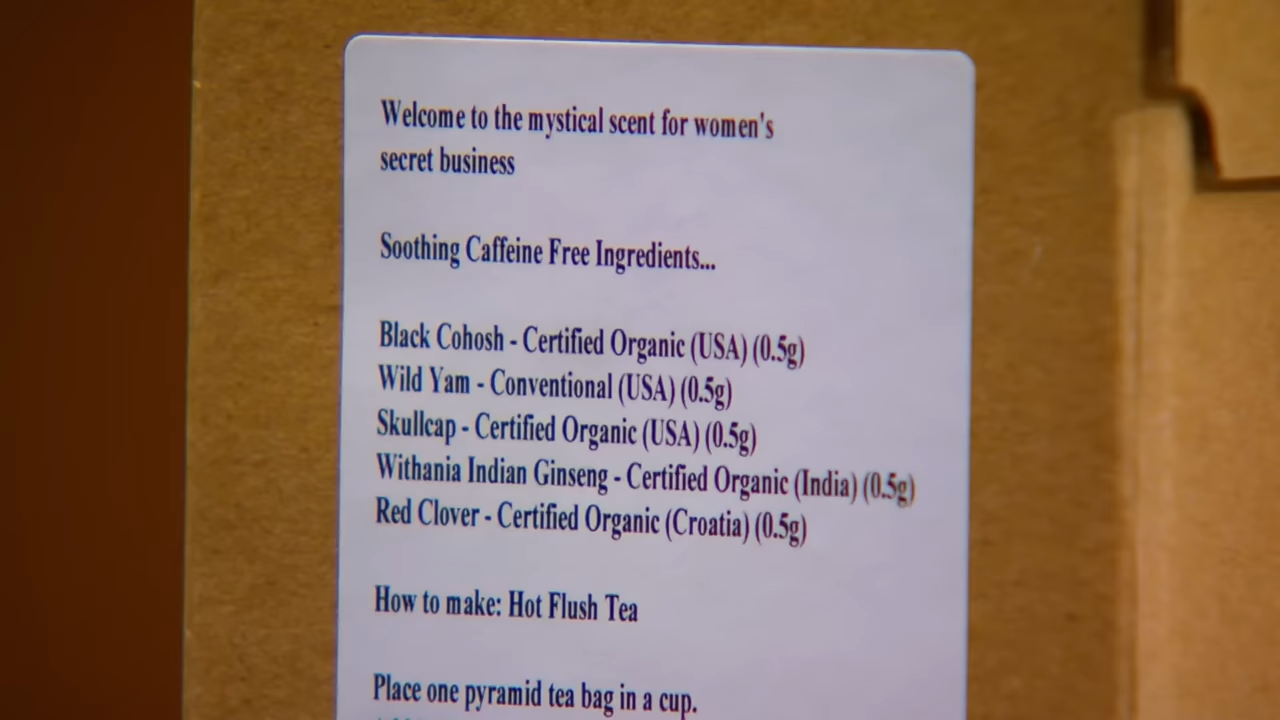 Welcome to the mystical scent for women's
secret business
Soothing Caffeine Free Ingredients...
Black Cohosh - Certified Organic (USA) (0.5g)
Wild Yam - Conventional (USA) (0.5g)
Skullcap - Certified Organic (USA) (0.5g)
Withania Indian Ginseng - Certified Organic (India) (0.5g)
Red Clover - Certified Organic (Croatia) (0.5g)
How to make: Hot Flush Tea
Place one pyramid tea bag in a cup.